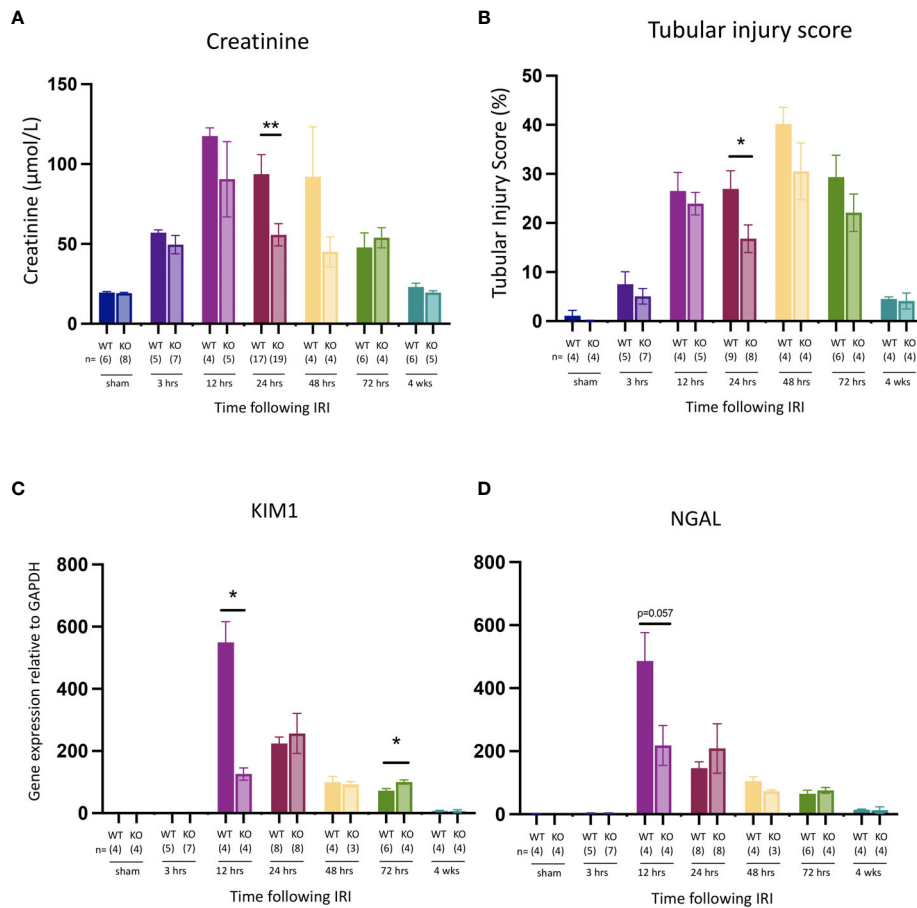 A
Creatinine
Creatinine (µmol/L)
150
100
50
0
**
WT KO WT KO WT KO WT KO WT KO WT KO WT KO
n= (6) (8) (5) (7) (4) (5) (17) (19) (4) (4) (6) (4) (6) (5)
sham 3 hrs 12 hrs 24 hrs 48 hrs 72 hrs 4 wks
Time following IRI
B
Tubular injury score
Tubular Injury Score (%)
50
40
30
20
10
0
*
WT KO WT KO WT KO WT KO WT KO WT KO WT KO
n= (4) (4) (5) (7) (4) (5) (9) (8) (4) (4) (6) (4) (4) (4)
sham 3 hrs 12 hrs 24 hrs 48 hrs 72 hrs 4 wks
Time following IRI
C
KIM1
Gene expression relative to GAPDH
800
600
400
200
0
*
*
WT KO WT KO WT KO WT KO WT KO WT KO WT KO
n= (4) (4) (5) (7) (4) (4) (8) (8) (4) (3) (6) (4) (4) (4)
sham 3 hrs 12 hrs 24 hrs 48 hrs 72 hrs 4 wks
Time following IRI
D
NGAL
800
600
400
200
0
p=0.057
WT KO WT KO WT KO WT KO WT KO WT KO WT KO
n= (4) (4) (5) (7) (4) (4) (8) (8) (4) (3) (6) (4) (4) (4)
sham 3 hrs 12 hrs 24 hrs 48 hrs 72 hrs 4 wks
Time following IRI